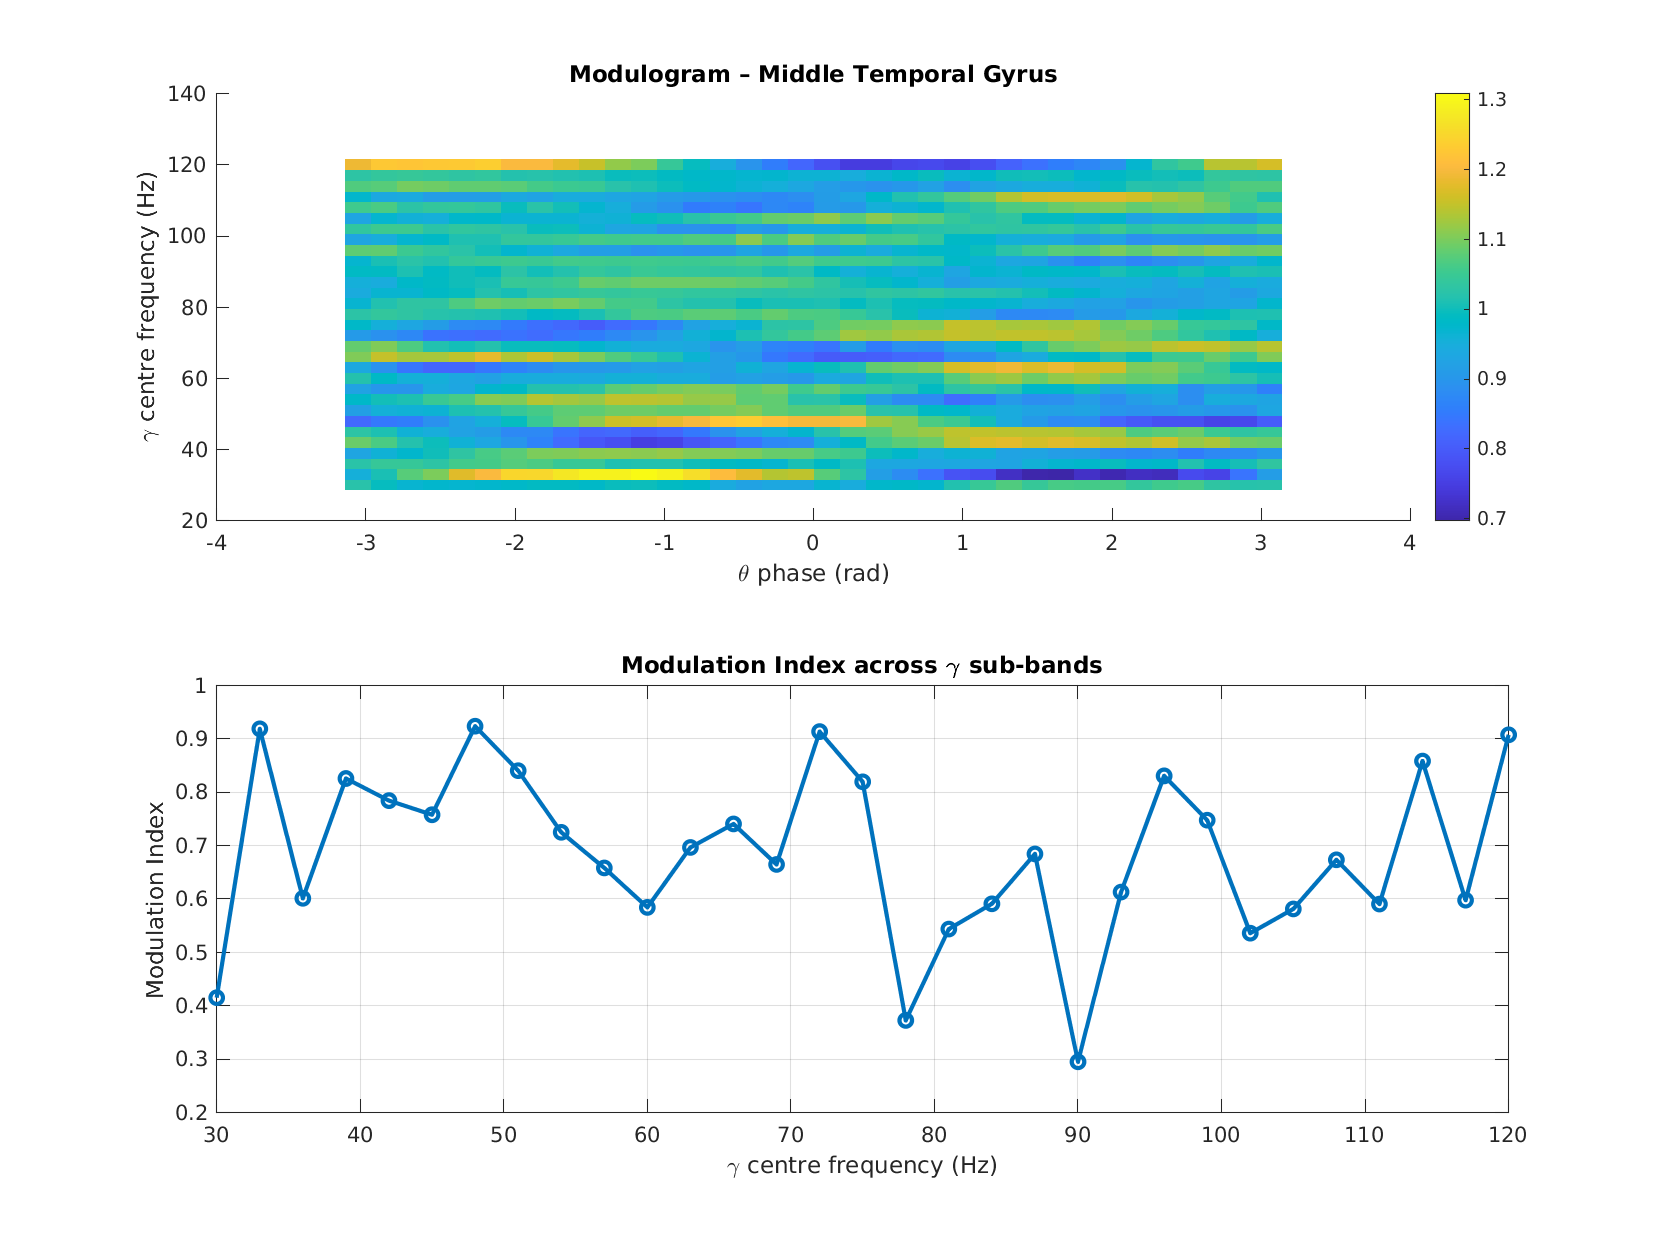 Modulogram – Middle Temporal Gyrus
140
120
100
80
60
40
20
γ centre frequency (Hz)
-4 -3 -2 -1 0 1 2 3 4
θ phase (rad)
1.3
1.2
1.1
1
0.9
0.8
0.7
Modulation Index across γ sub-bands
1
0.9
0.8
0.7
0.6
0.5
0.4
0.3
0.2
Modulation Index
30 40 50 60 70 80 90 100 110 120
γ centre frequency (Hz)